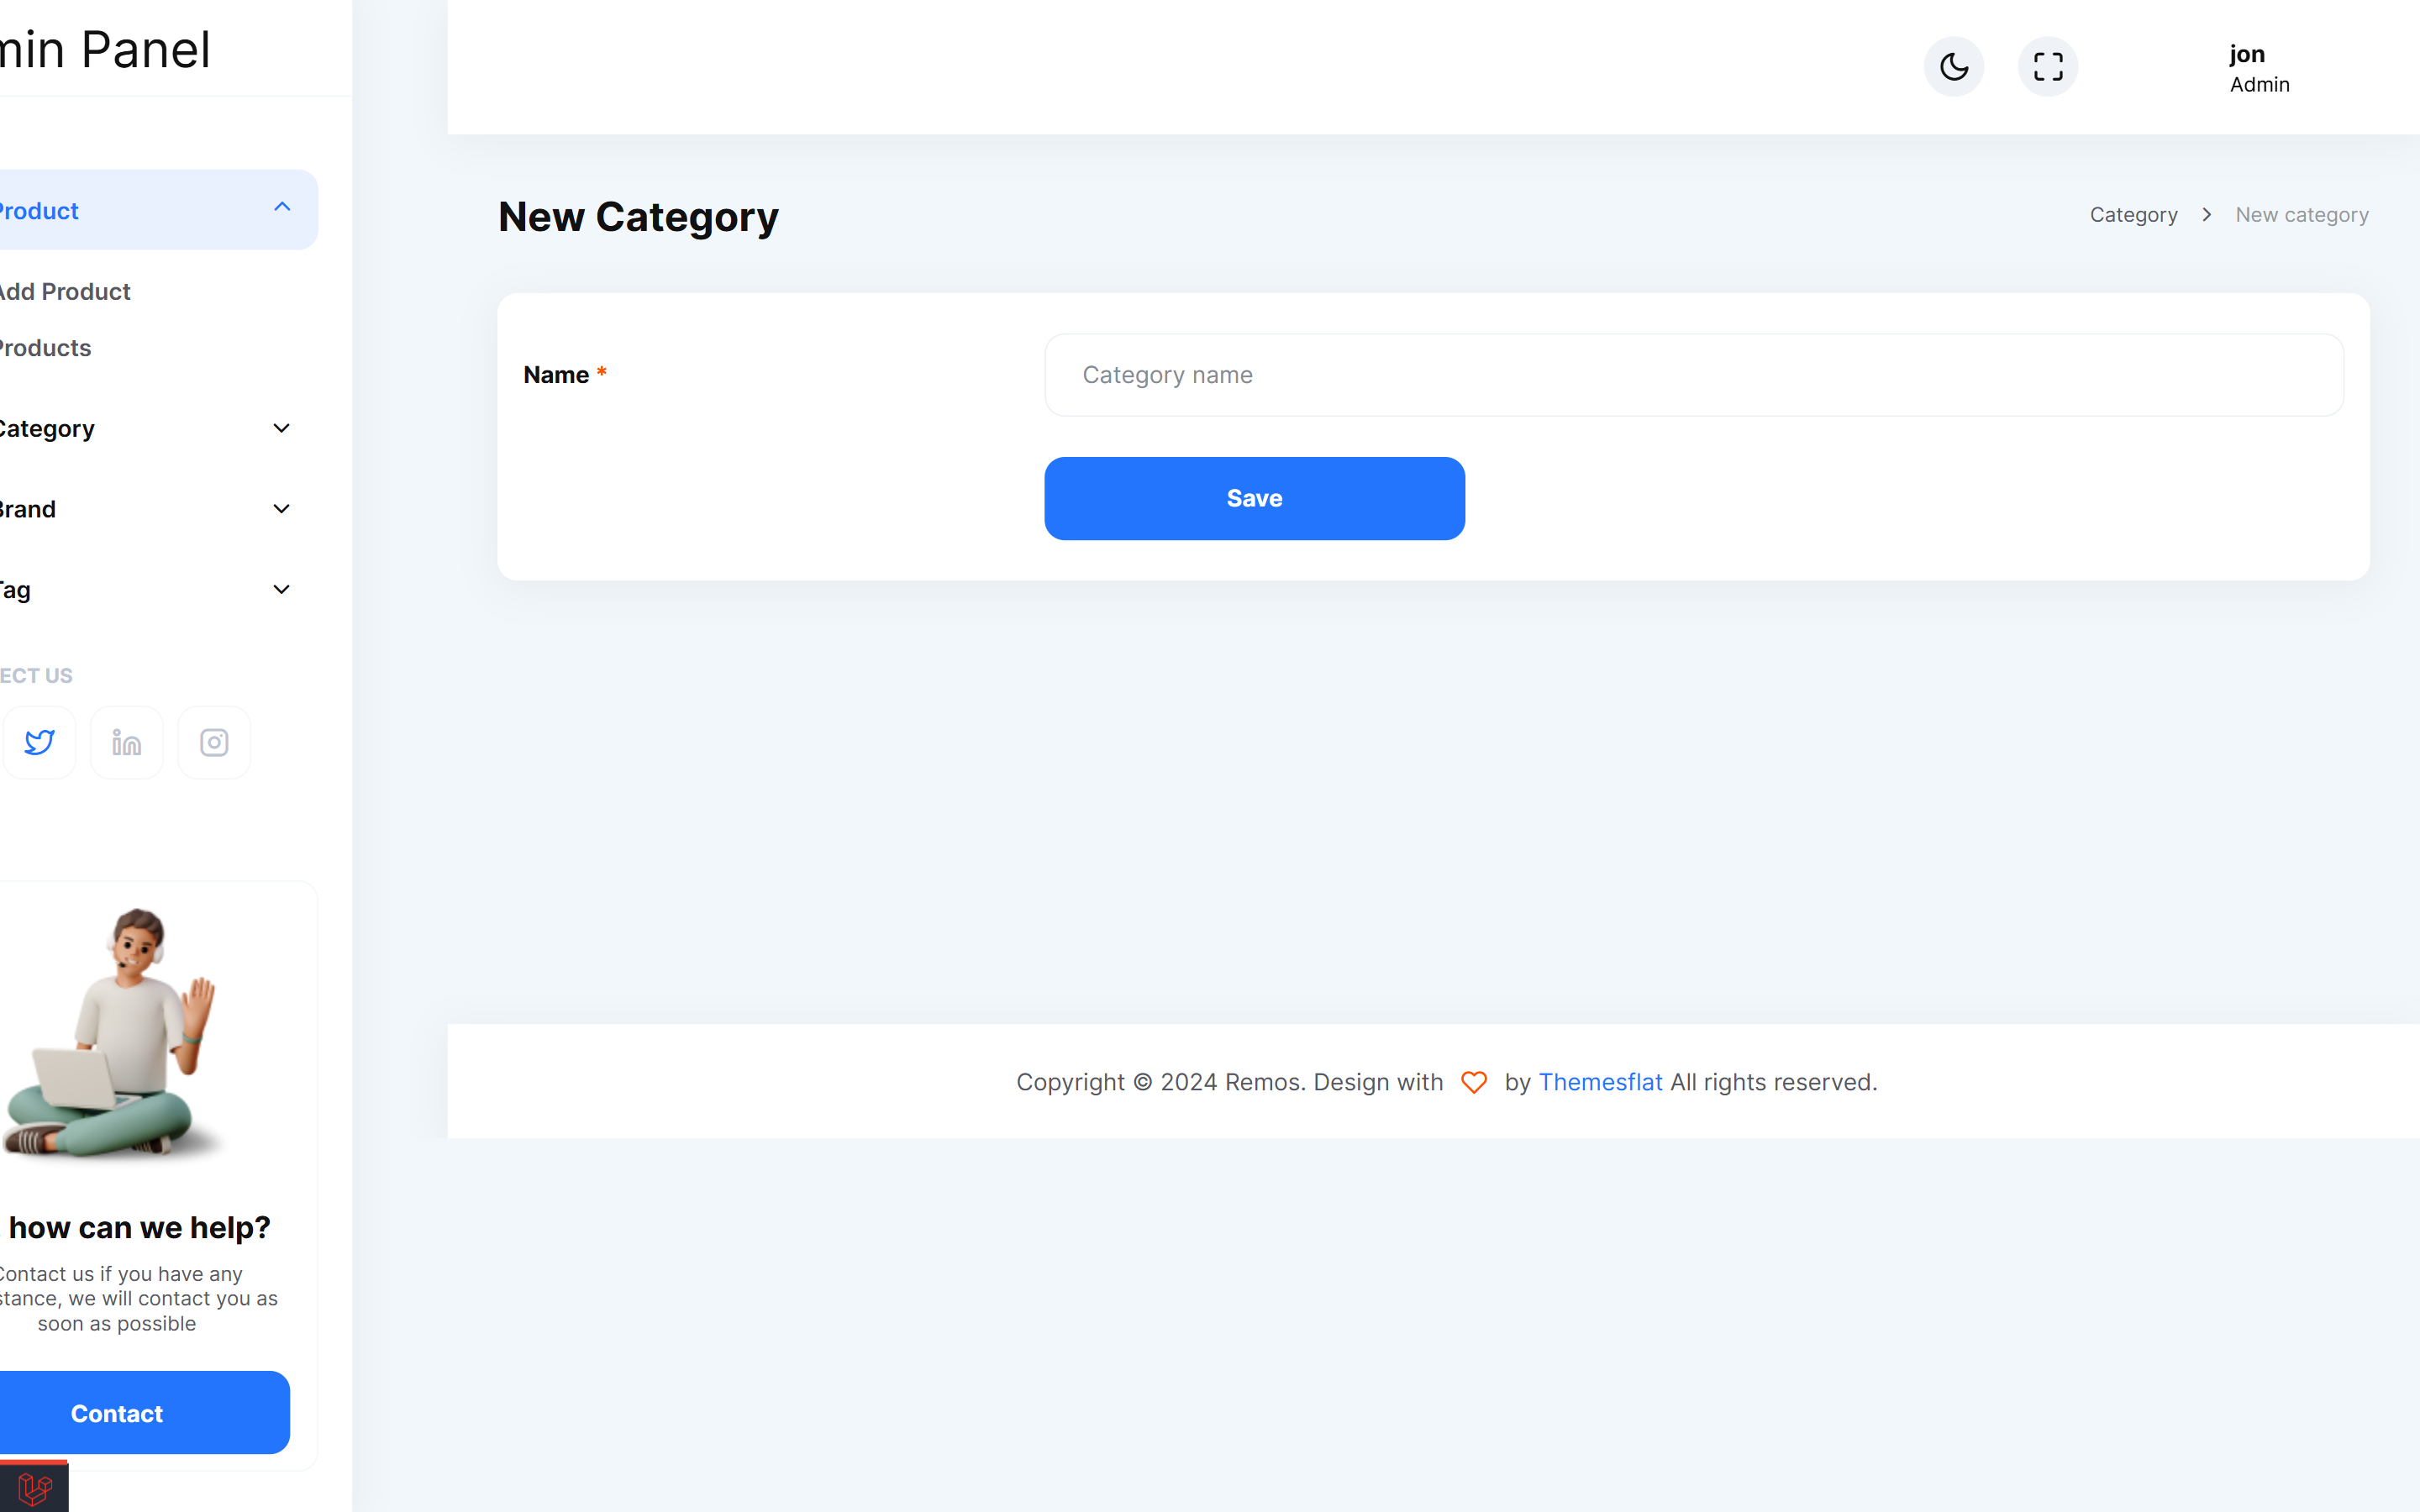 min Panel
jon
Admin
Product
New Category
Category
New category
Add Product
Products
Name *
Category name
Category
Brand
Save
Tag
ECT US
how can we help?
Contact us if you have any
stance, we will contact you as
soon as possible
Contact
Copyright © 2024 Remos. Design with by Themesflat All rights reserved.